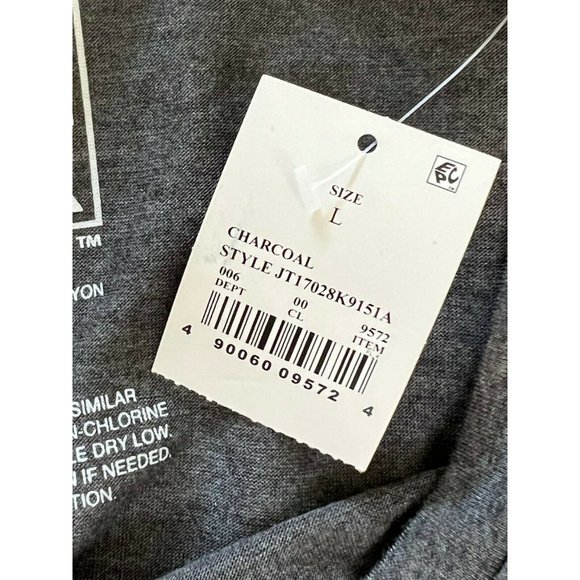 SIZE
L
CHARCOAL
STYLE JT17028K9151A
006 00 9572
DEPT CL ITEM
4 90060 09572 4
TM
YON
SIMILAR
N-CHLORINE
E DRY LOW.
N IF NEEDED.
TION.